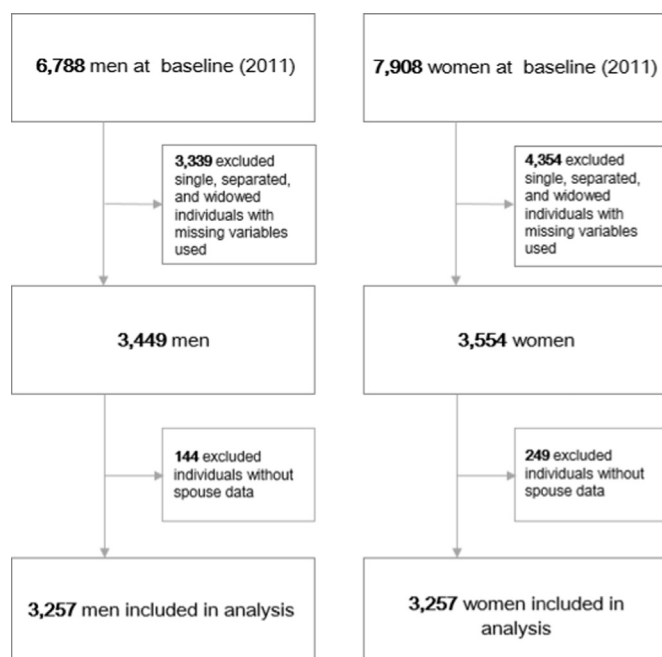 6,788 men at baseline (2011)
7,908 women at baseline (2011)
3,339 excluded
single, separated,
and widowed
individuals with
missing variables
used
4,354 excluded
single, separated,
and widowed
individuals with
missing variables
used
3,449 men
3,554 women
144 excluded
individuals without
spouse data
249 excluded
individuals without
spouse data
3,257 men included in analysis
3,257 women included in
analysis